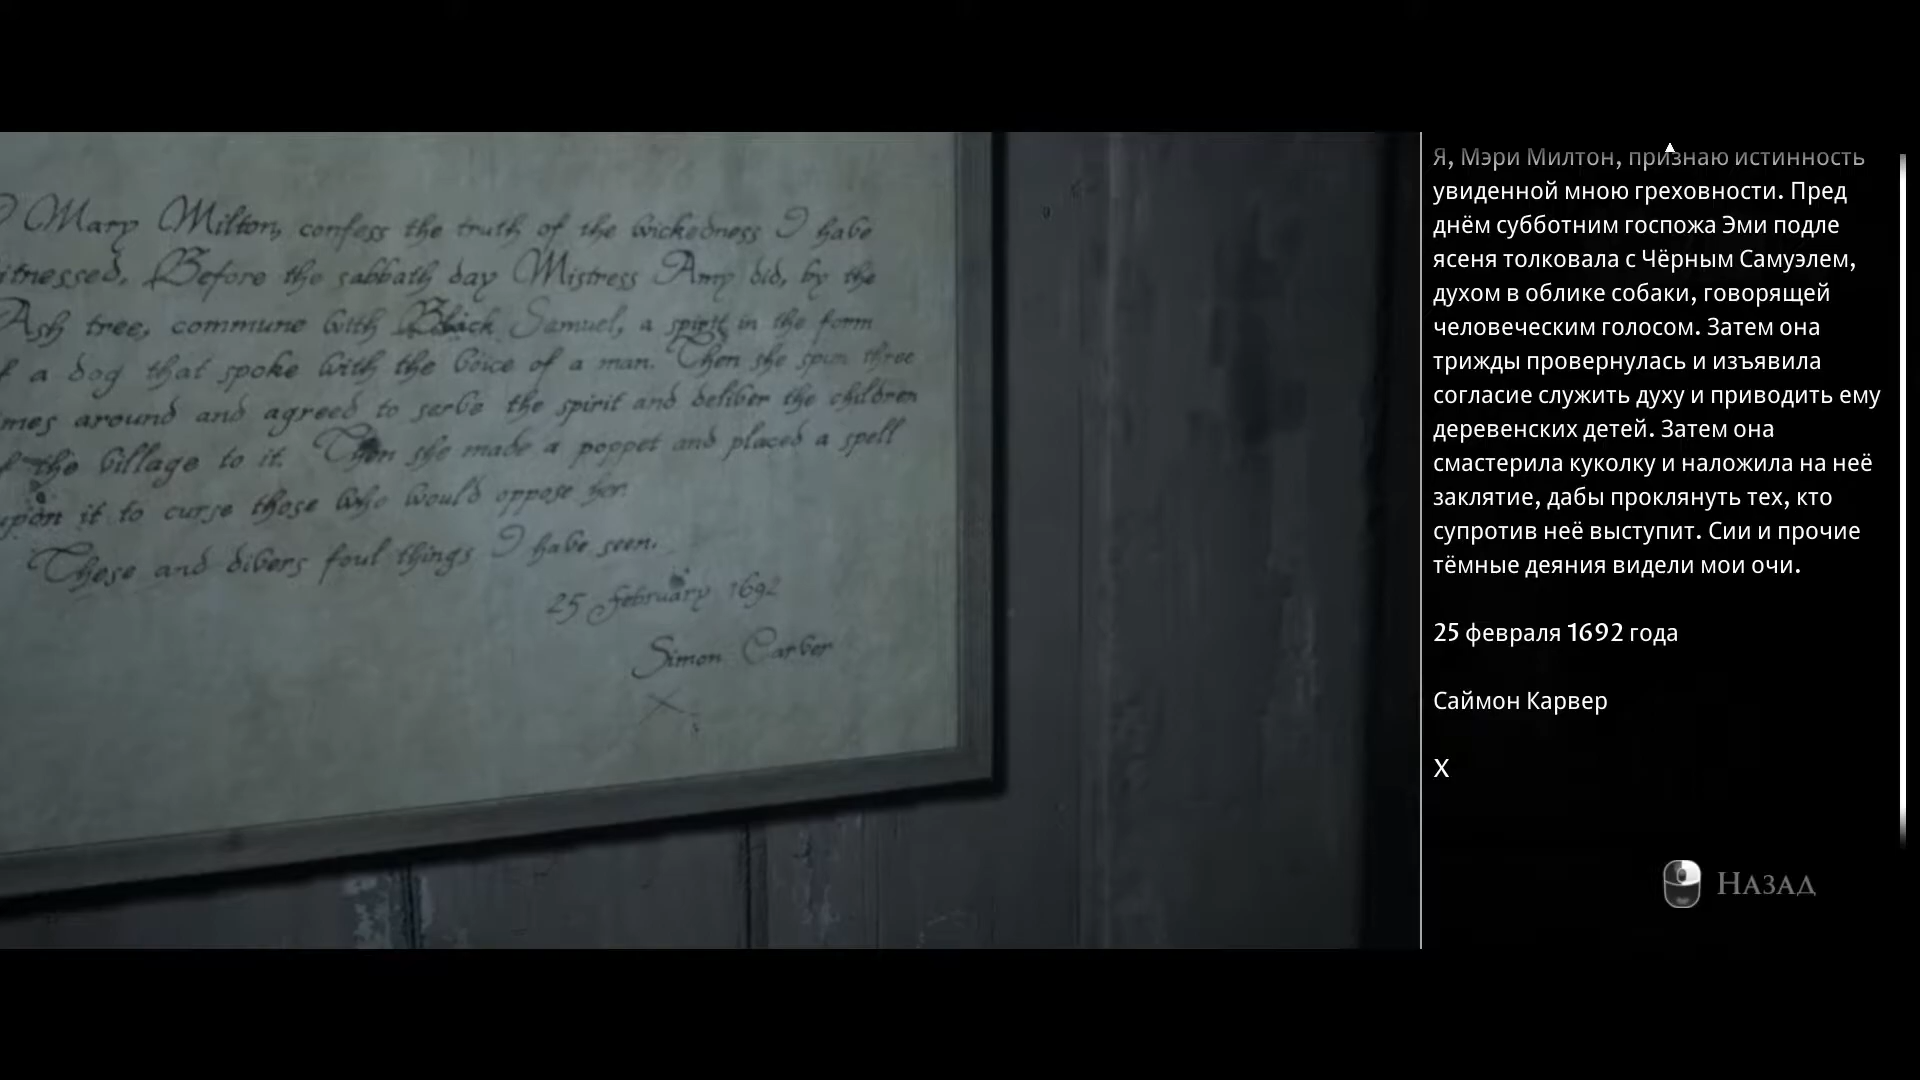 Mary Milton, confess the truth of the wickedness I have
itnessed. Before the sabbath day Mistress Amy did, by the
Ash tree, commune with Black Samuel, a spirit in the form
f a dog that spoke with the voice of a man. Then she spun three
mes around and agreed to serve the spirit and deliver the children
f the village to it. Then she made a poppet and placed a spell
upon it to curse those who would oppose her.
These and divers foul things I have seen.
25 February 1692
Simon Carver
X
Я, Мэри Милтон, признаю истинность
увиденной мною греховности. Пред
днём субботним госпожа Эми подле
ясеня толковала с Чёрным Самуэлем,
духом в облике собаки, говорящей
человеческим голосом. Затем она
трижды провернулась и изъявила
согласие служить духу и приводить ему
деревенских детей. Затем она
смастерила куколку и наложила на неё
заклятие, дабы проклянуть тех, кто
супротив неё выступит. Сии и прочие
тёмные деяния видели мои очи.
25 февраля 1692 года
Саймон Карвер
X
Назад